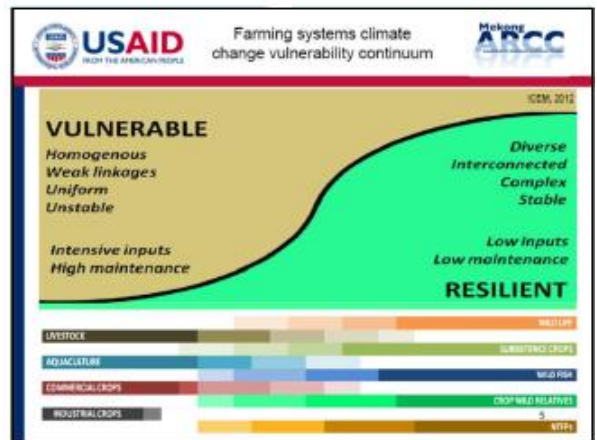 USAID
FROM THE AMERICAN PEOPLE
Farming systems climate
change vulnerability continuum
Mekong
ARCC
ICEM, 2012
VULNERABLE
Homogenous
Weak linkages
Uniform
Unstable
Intensive inputs
High maintenance
Diverse
Interconnected
Complex
Stable
Low inputs
Low maintenance
RESILIENT
WILD LIFE
LIVESTOCK
SUBSISTENCE CROPS
AQUACULTURE
WILD FISH
COMMERCIAL CROPS
CROP WILD RELATIVES
INDUSTRIAL CROPS
5
NTFPs